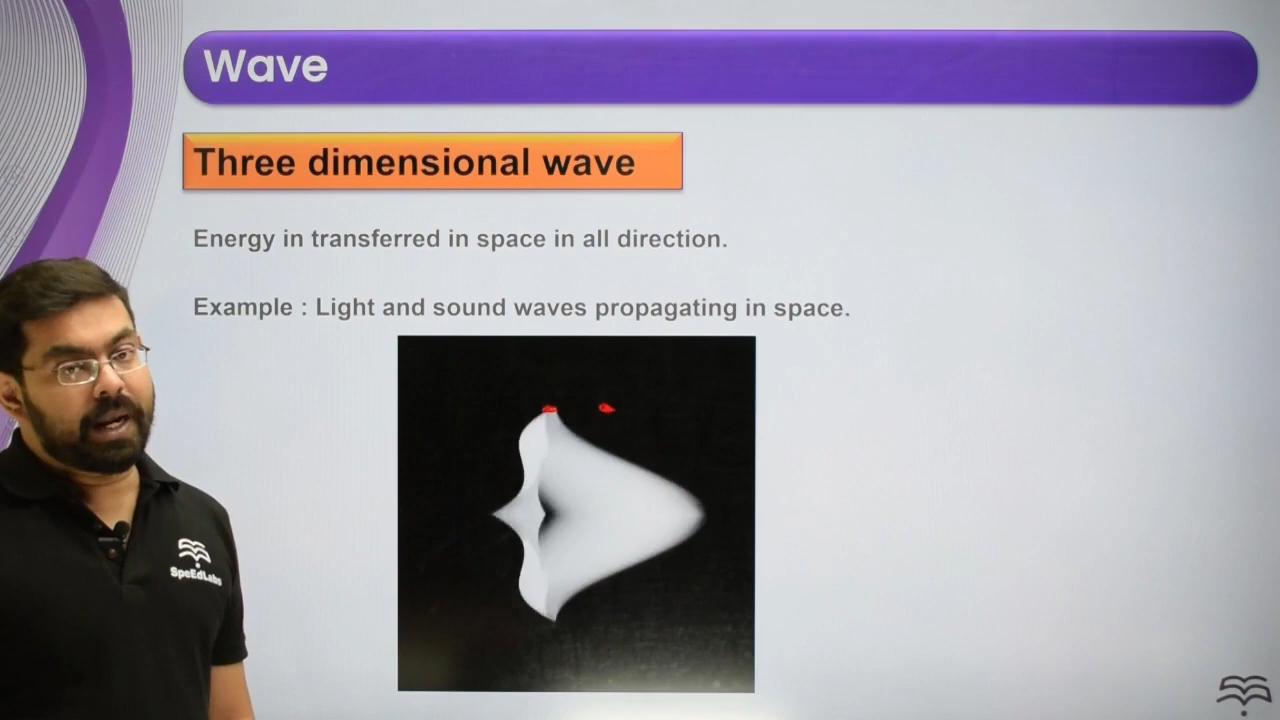 Wave
Three dimensional wave
Energy in transferred in space in all direction.
Example : Light and sound waves propagating in space.
SpeEdLabs